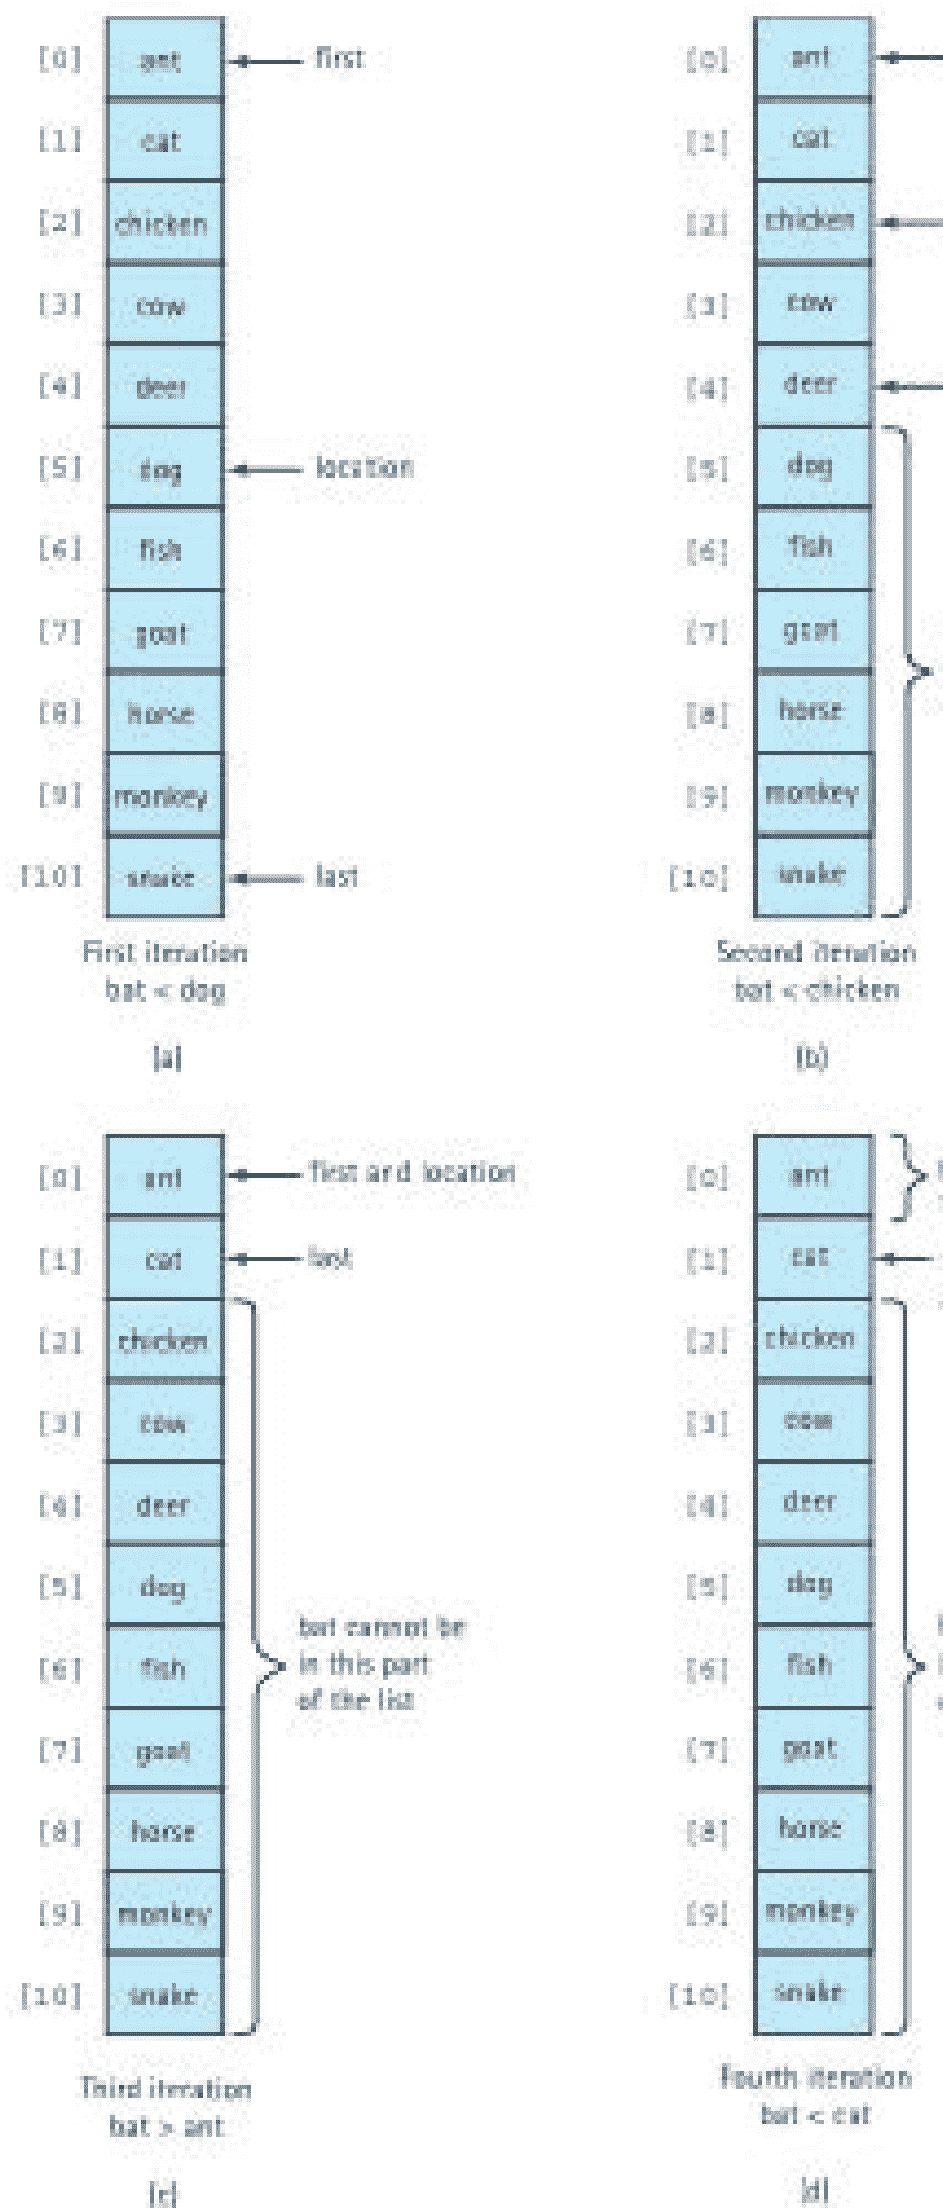 [0] ant first
[1] cat
[2] chicken
[3] cow
[4] deer
[5] dog location
[6] fish
[7] goat
[8] horse
[9] monkey
[10] snake last
First iteration
bat < dog
(a)
[0] ant
[1] cat
[2] chicken
[3] cow
[4] deer
[5] dog
[6] fish
[7] goat
[8] horse
[9] monkey
[10] snake
Second iteration
bat < chicken
(b)
[0] ant first and location
[1] cat last
[2] chicken
[3] cow
[4] deer
[5] dog
[6] fish
[7] goat
[8] horse
[9] monkey
[10] snake
bat cannot be
in this part
of the list
Third iteration
bat > ant
(c)
[0] ant
[1] cat
[2] chicken
[3] cow
[4] deer
[5] dog
[6] fish
[7] goat
[8] horse
[9] monkey
[10] snake
Fourth iteration
bat < cat
(d)